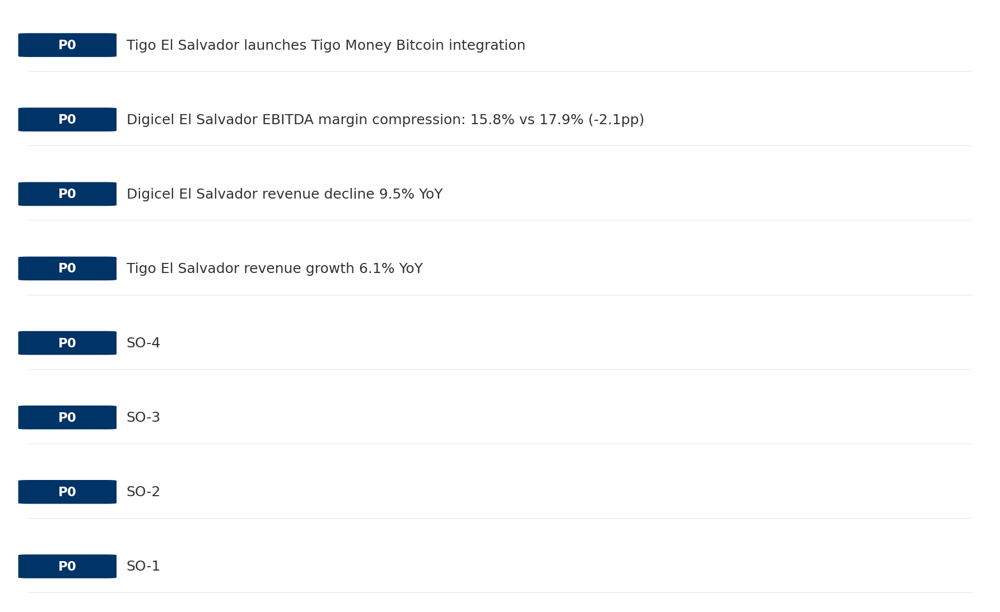 P0 Tigo El Salvador launches Tigo Money Bitcoin integration
P0 Digicel El Salvador EBITDA margin compression: 15.8% vs 17.9% (-2.1pp)
P0 Digicel El Salvador revenue decline 9.5% YoY
P0 Tigo El Salvador revenue growth 6.1% YoY
P0 SO-4
P0 SO-3
P0 SO-2
P0 SO-1